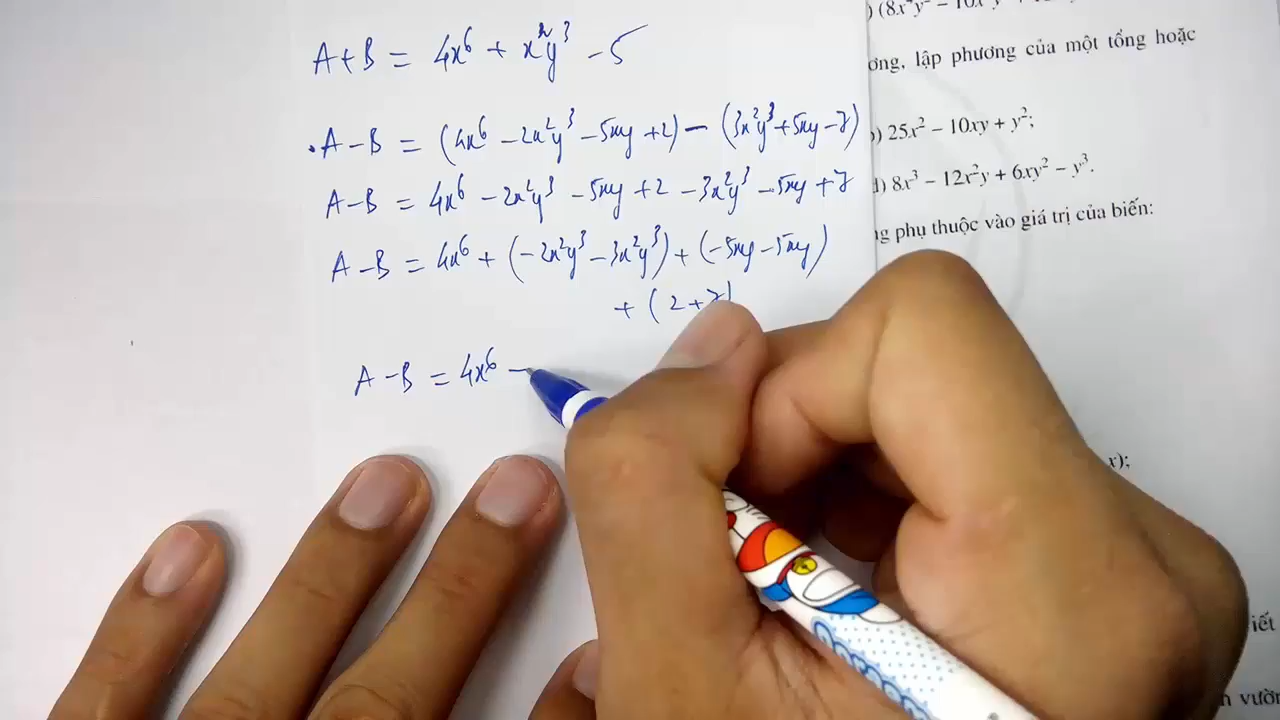 A + B = 4x⁶ + x²y³ - 5
. A - B = (4x⁶ - 2x²y³ - 5xy + 2) - (3x²y³ + 5xy - 7)
A - B = 4x⁶ - 2x²y³ - 5xy + 2 - 3x²y³ - 5xy + 7
A - B = 4x⁶ + (-2x²y³ - 3x²y³) + (-5xy - 5xy)
+ (2 + 7)
A - B = 4x⁶ -
lập phương của một tổng hoặc
) 25x² − 10xy + y²;
) 8x³ − 12x²y + 6xy² − y³.
phụ thuộc vào giá trị của biến:
x);